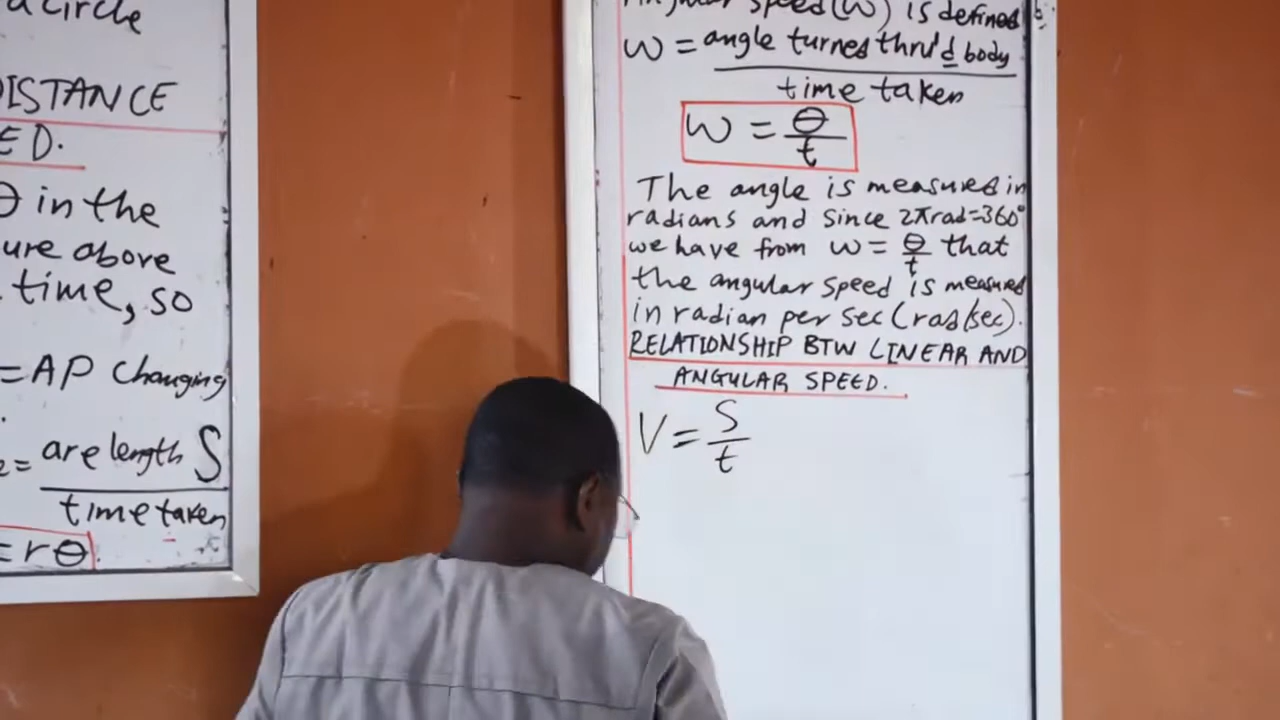 a circle
DISTANCE
ED.
θ in the
ure above
time, so
= AP changing
= arc length S
time taken
= rθ
Angular speed (ω) is defined
ω = angle turned thru' d body
time taken
ω = θ
t
The angle is measured in
radians and since 2πrad=360°
we have from ω = θ/t that
the angular speed is measured
in radian per sec (rad/sec).
RELATIONSHIP BTW LINEAR AND
ANGULAR SPEED.
V = S
t